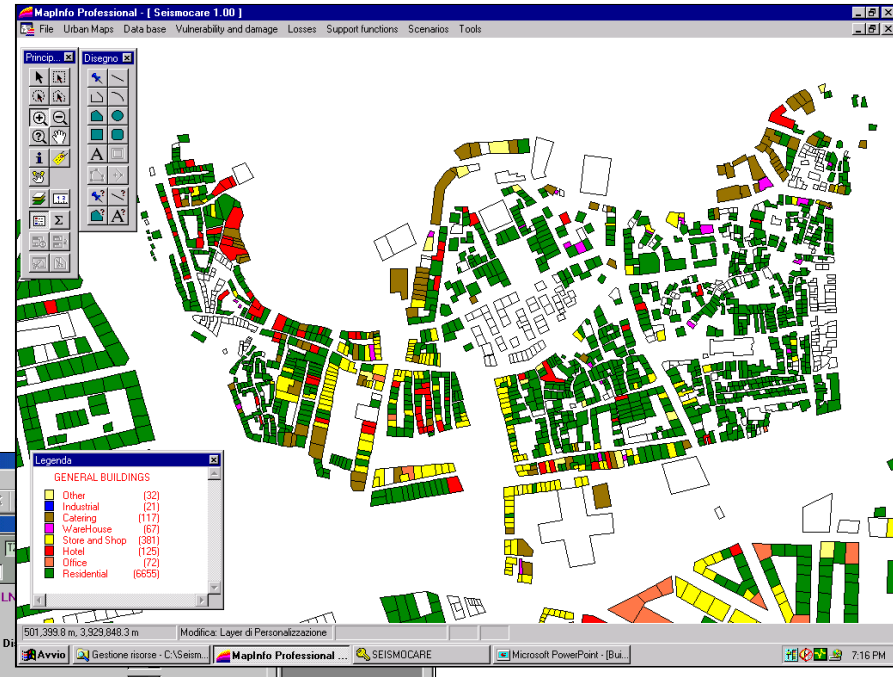 MapInfo Professional - [ Seismocare 1.00 ]
File Urban Maps Data base Vulnerability and damage Losses Support functions Scenarios Tools
Princip...
Disegno
Legenda
GENERAL BUILDINGS
Other (32)
Industrial (21)
Catering (117)
WareHouse (67)
Store and Shop (381)
Hotel (125)
Office (72)
Residential (6655)
LN
Di
501,399.8 m, 3,929,848.3 m Modifica: Layer di Personalizzazione
Avvio Gestione risorse - C:\Seism... MapInfo Professional ... SEISMOCARE Microsoft PowerPoint - [Bui... 7:16 PM